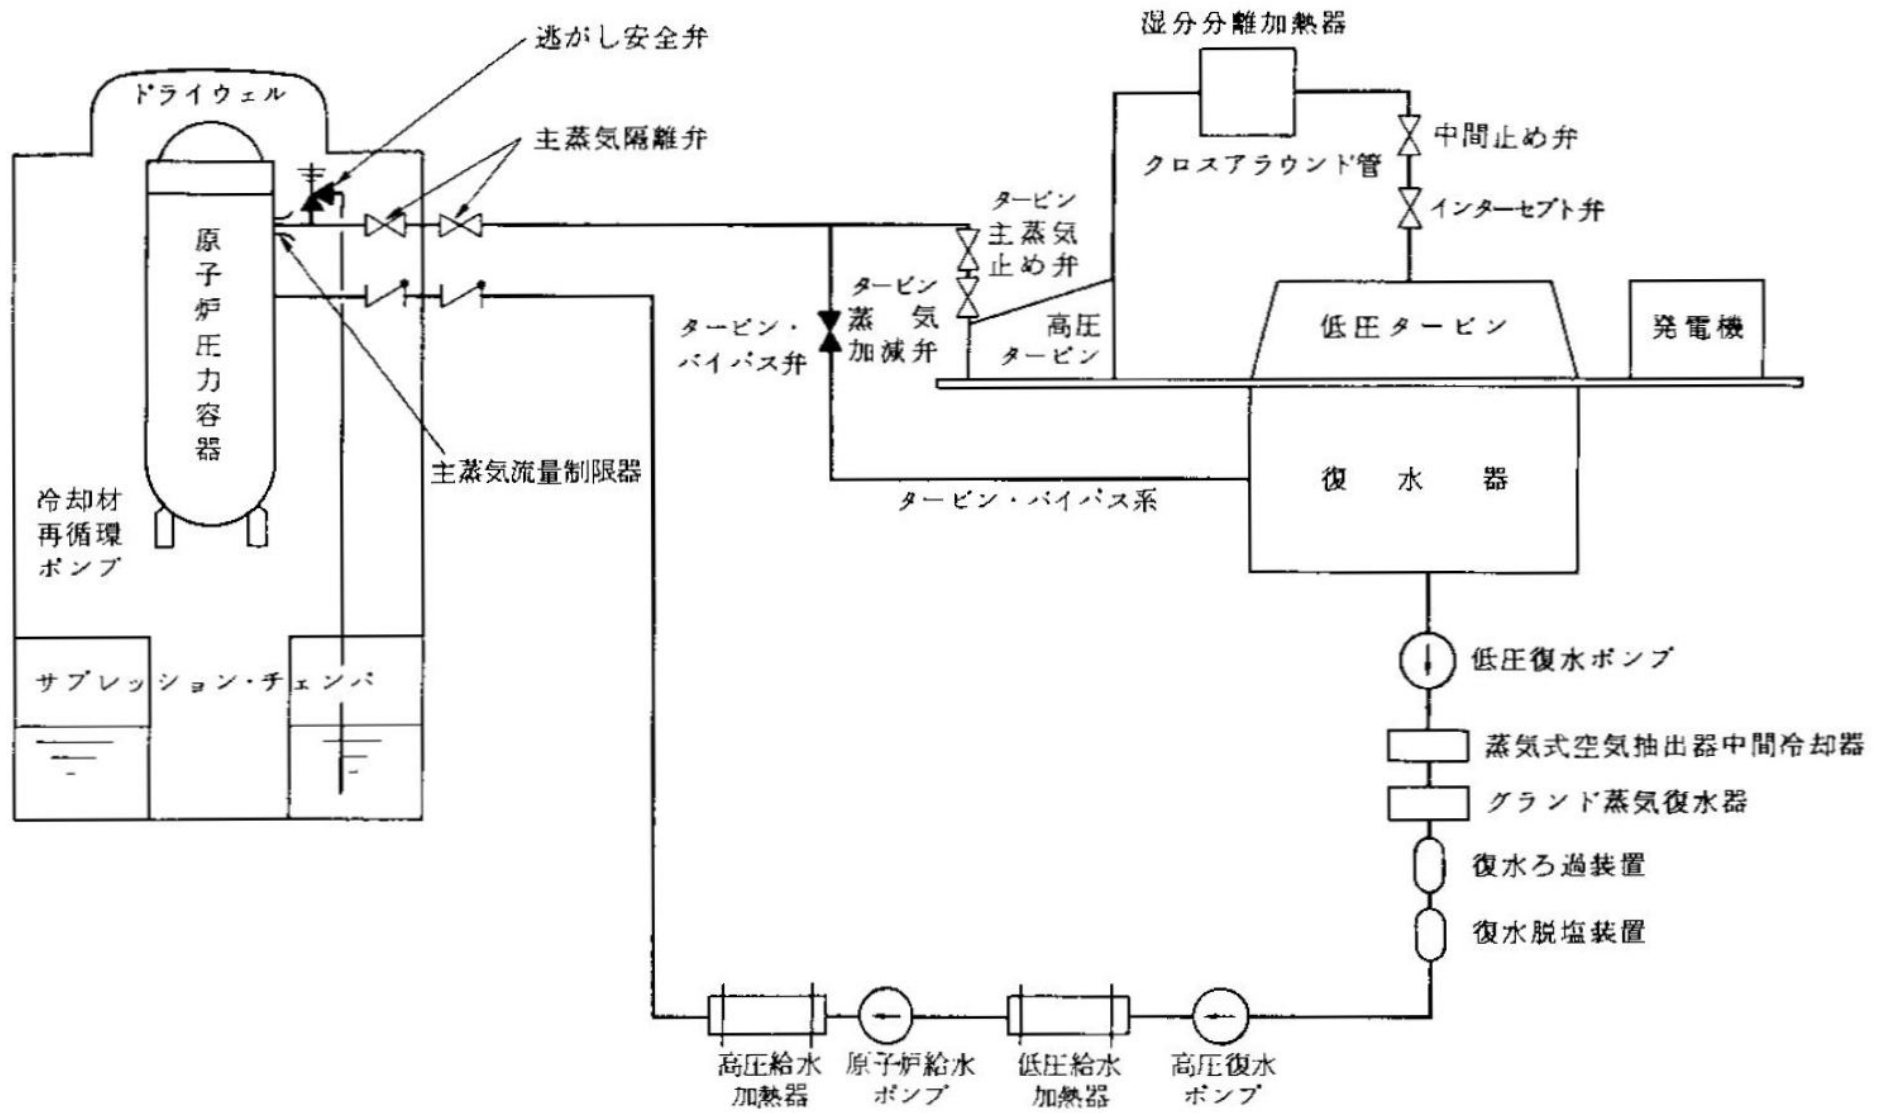 湿分分離加熱器
逃がし安全弁
ドライウェル
主蒸気隔離弁
中間止め弁
クロスアラウンド管
インターセプト弁
タービン
主蒸気
止め弁
原子炉圧力容器
タービン
蒸気
加減弁
タービン・
バイパス弁
高圧
タービン
低圧タービン
発電機
主蒸気流量制限器
復水器
タービン・バイパス系
冷却材
再循環
ポンプ
サプレッション・チェンバ
低圧復水ポンプ
蒸気式空気抽出器中間冷却器
グランド蒸気復水器
復水ろ過装置
復水脱塩装置
高圧給水
加熱器
原子炉給水
ポンプ
低圧給水
加熱器
高圧復水
ポンプ